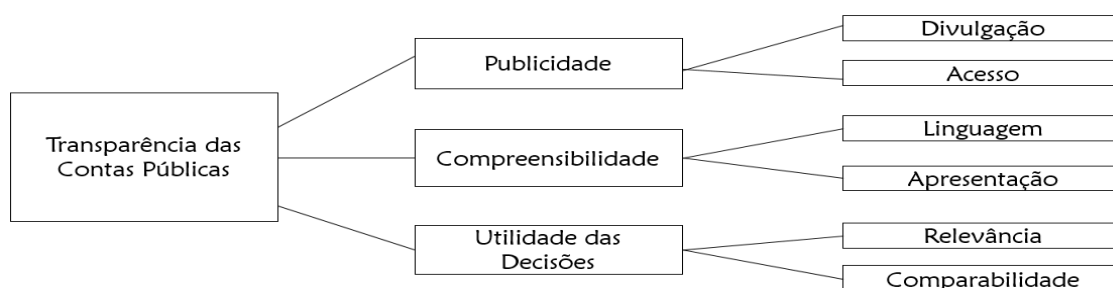 Transparência das
Contas Públicas
Publicidade
Divulgação
Acesso
Compreensibilidade
Linguagem
Apresentação
Utilidade das
Decisões
Relevância
Comparabilidade